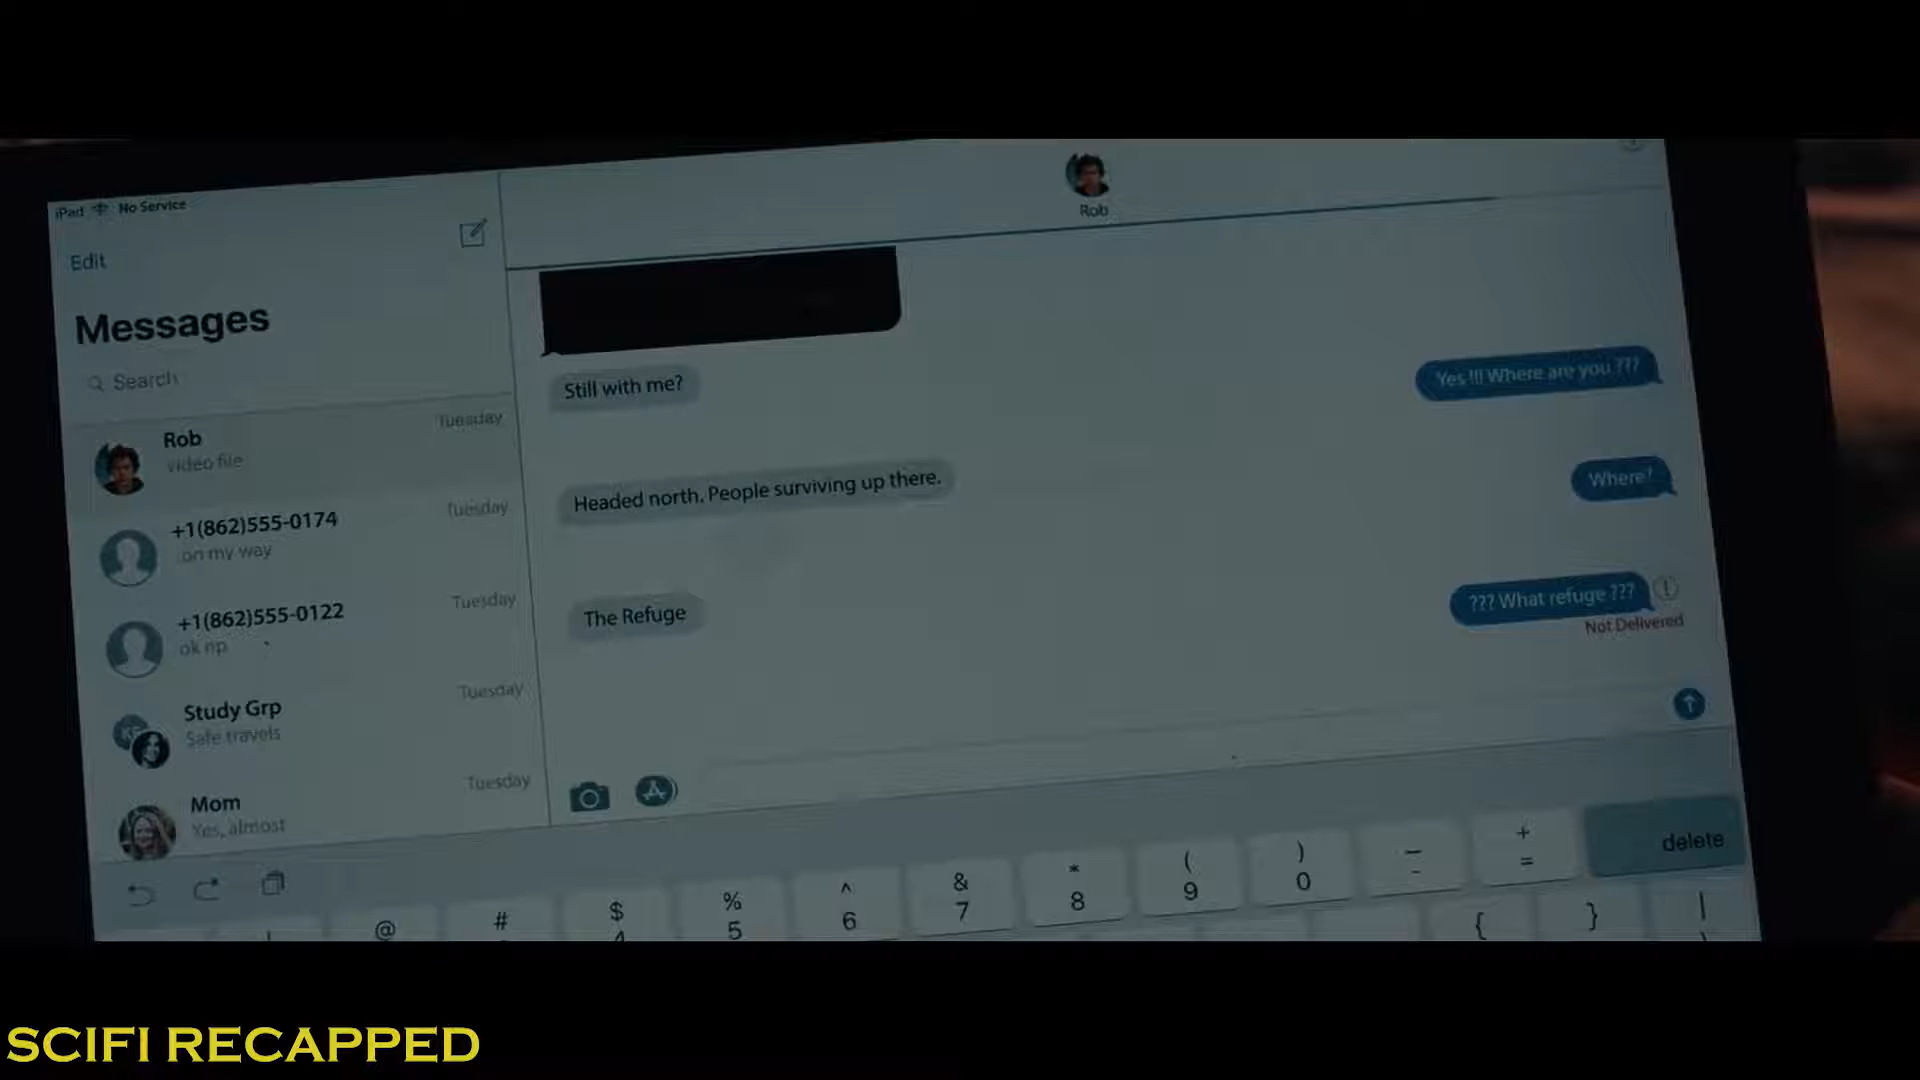 iPad No Service
Edit
Messages
Search
Rob
Tuesday
video file
+1(862)555-0174
Tuesday
on my way
+1(862)555-0122
Tuesday
ok np
Study Grp
Tuesday
Safe travels
Mom
Tuesday
Yes, almost
Rob
Still with me?
Yes !!! Where are you ???
Headed north. People surviving up there.
Where?
The Refuge
??? What refuge ???
Not Delivered
@ # $ % ^ & * ( ) _ + delete
4 5 6 7 8 9 0 - =
{ } |
SCIFI RECAPPED